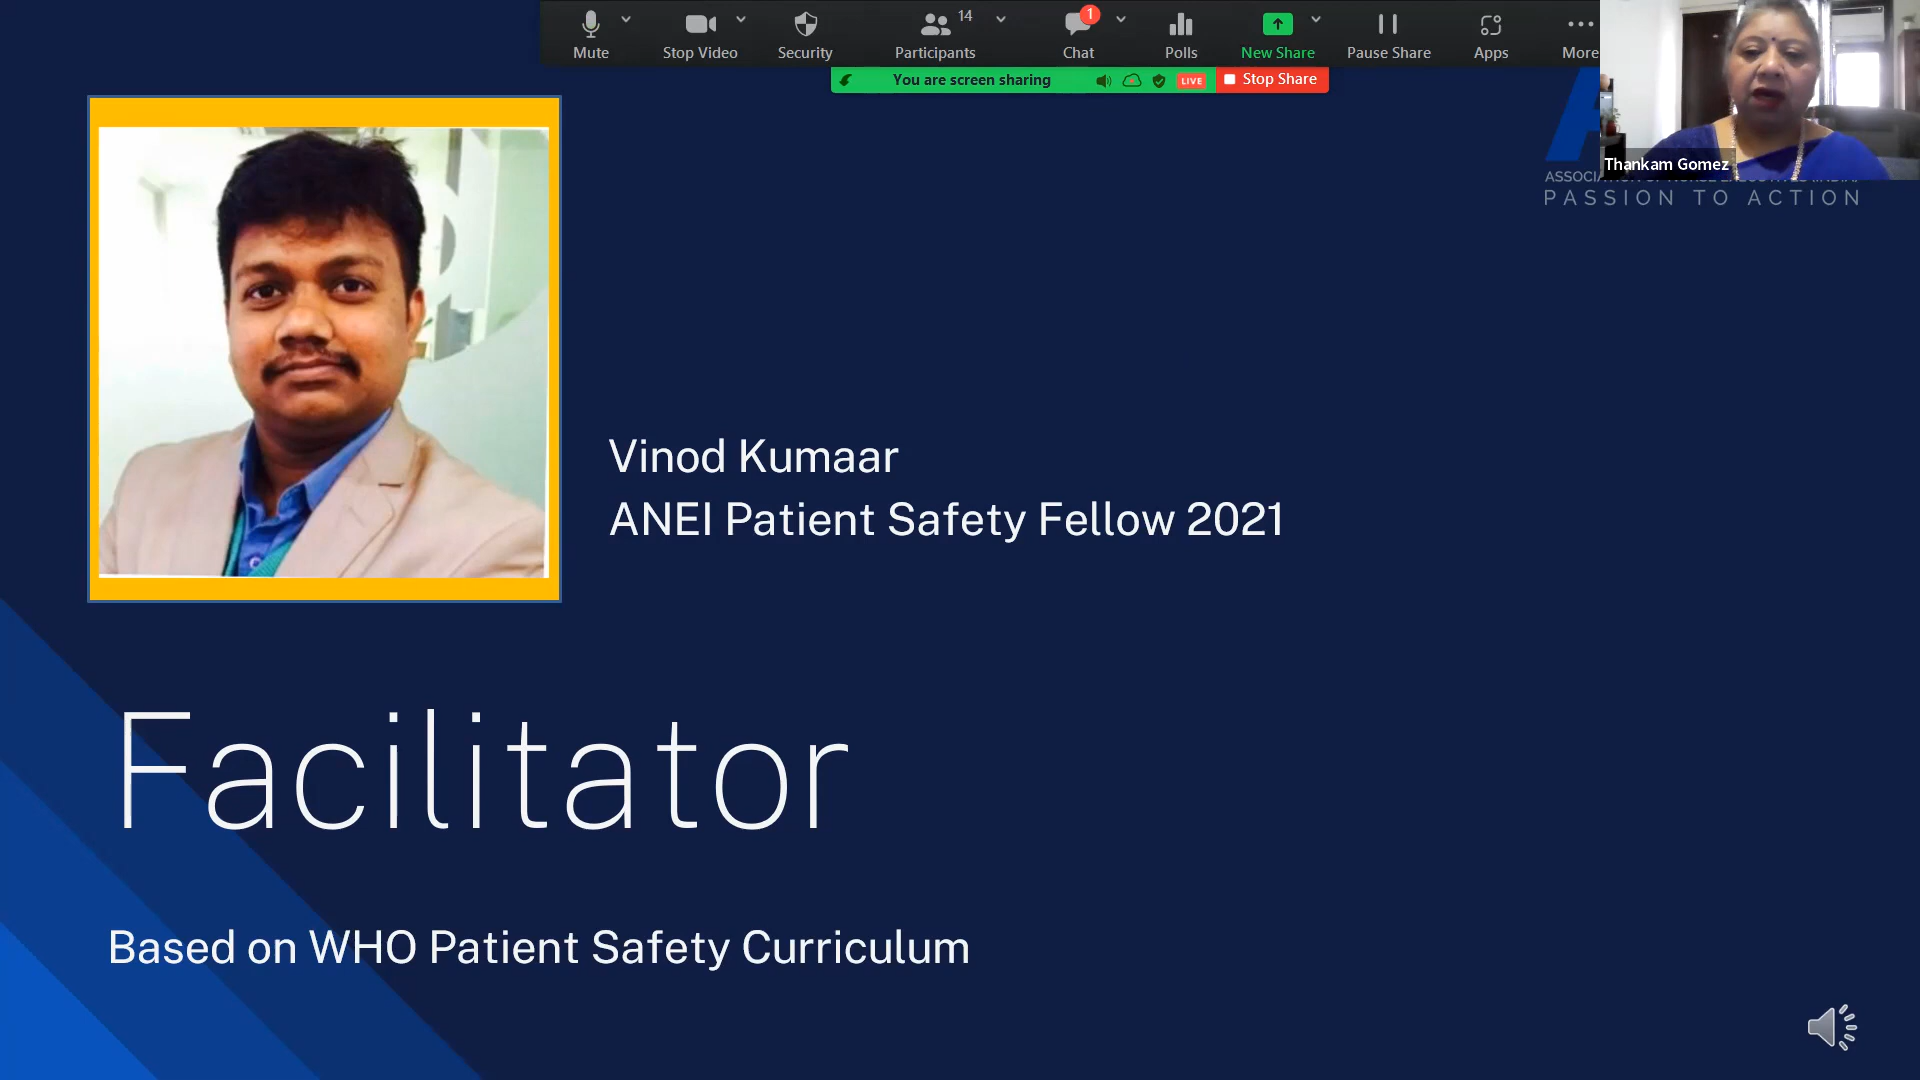 Mute
Stop Video
Security
14
Participants
1
Chat
Polls
New Share
Pause Share
Apps
More
You are screen sharing
LIVE
Stop Share
Thankam Gomez
PASSION TO ACTION
Vinod Kumaar
ANEI Patient Safety Fellow 2021
Facilitator
Based on WHO Patient Safety Curriculum